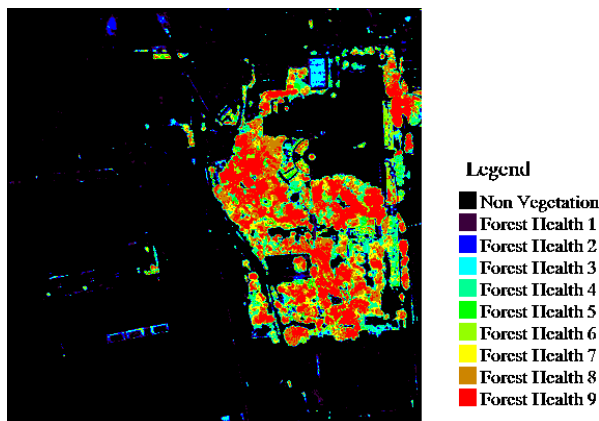 Legend
Non Vegetation
Forest Health 1
Forest Health 2
Forest Health 3
Forest Health 4
Forest Health 5
Forest Health 6
Forest Health 7
Forest Health 8
Forest Health 9